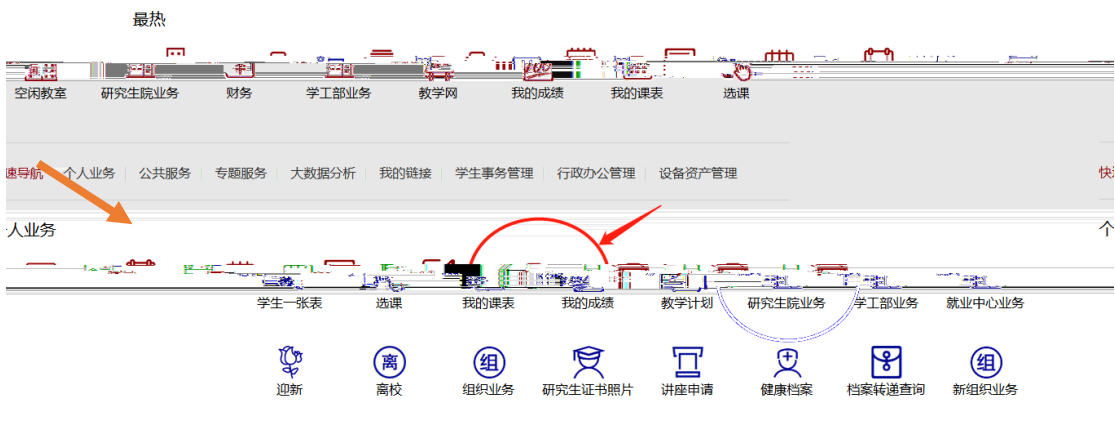 最热
空闲教室 研究生院业务 财务 学工部业务 教学网 我的成绩 我的课表 选课
速导航 个人业务 公共服务 专题服务 大数据分析 我的链接 学生事务管理 行政办公管理 设备资产管理 快
人业务 个
学生一张表 选课 我的课表 我的成绩 教学计划 研究生院业务 学工部业务 就业中心业务
离 组 组
迎新 离校 组织业务 研究生证书照片 讲座申请 健康档案 档案转递查询 新组织业务